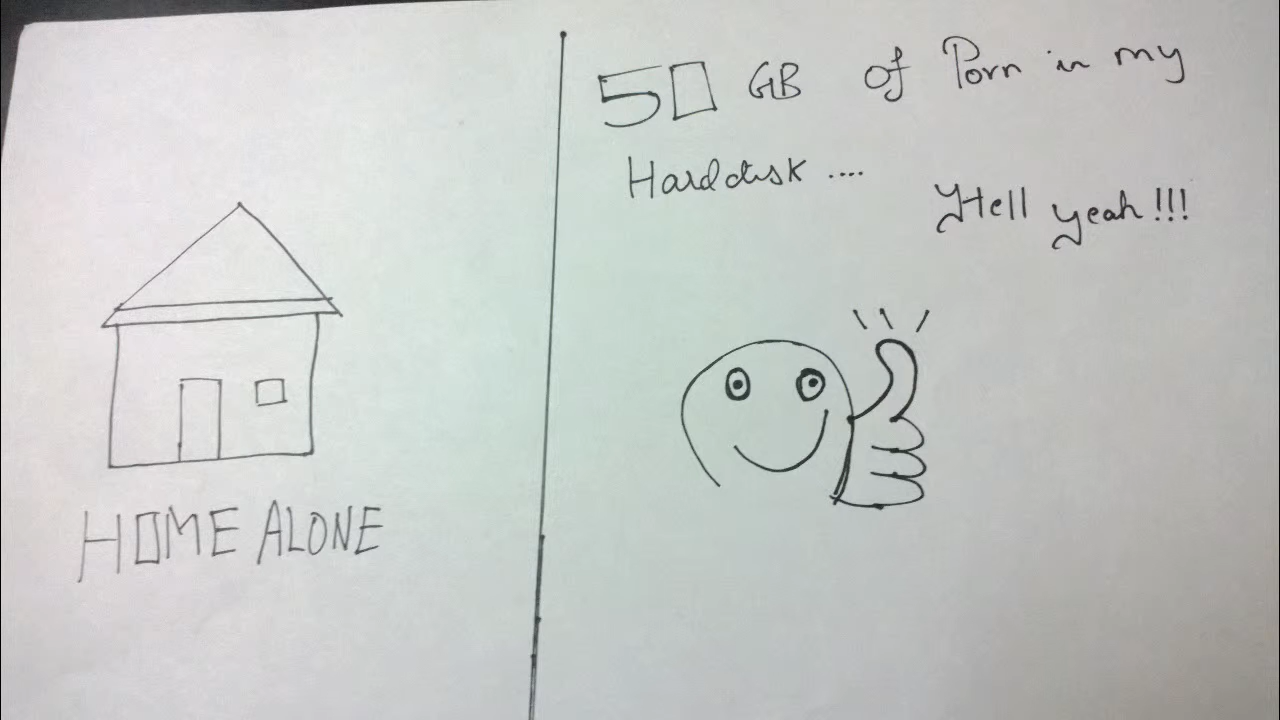 HOME ALONE
50 GB of Porn in my
Harddisk ....
Hell yeah!!!